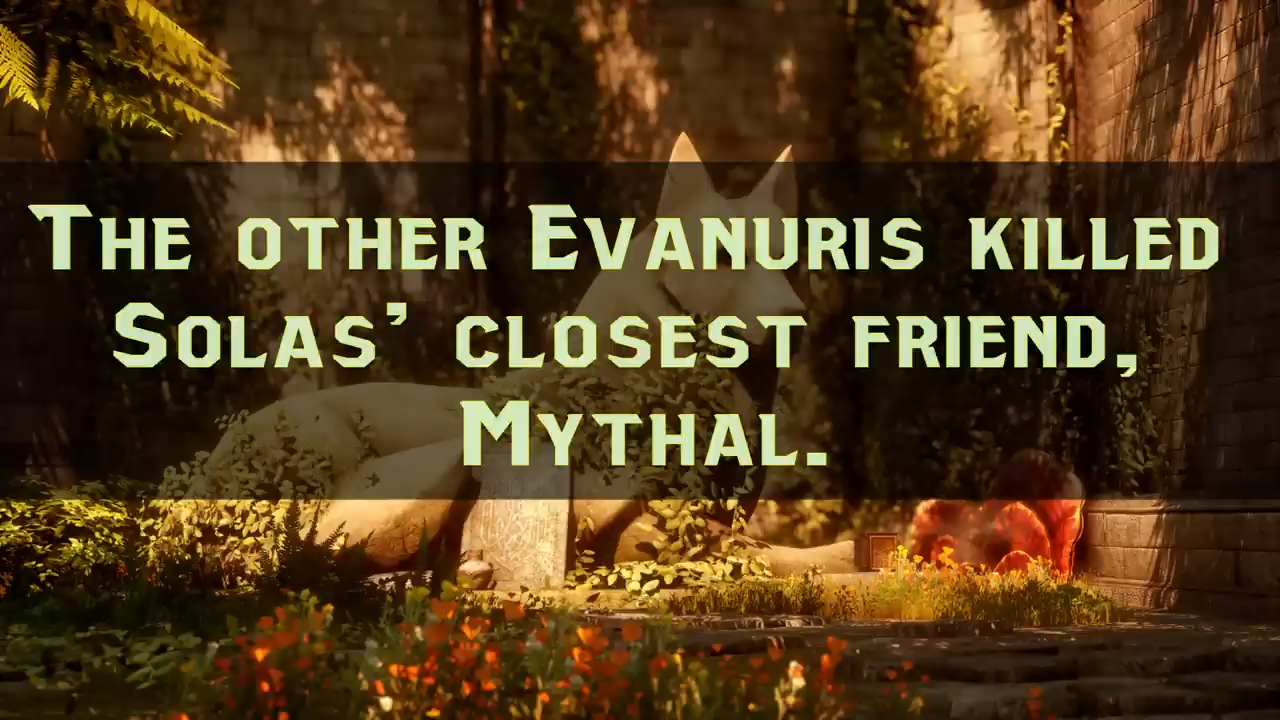 The other Evanuris killed
Solas’ closest friend,
Mythal.